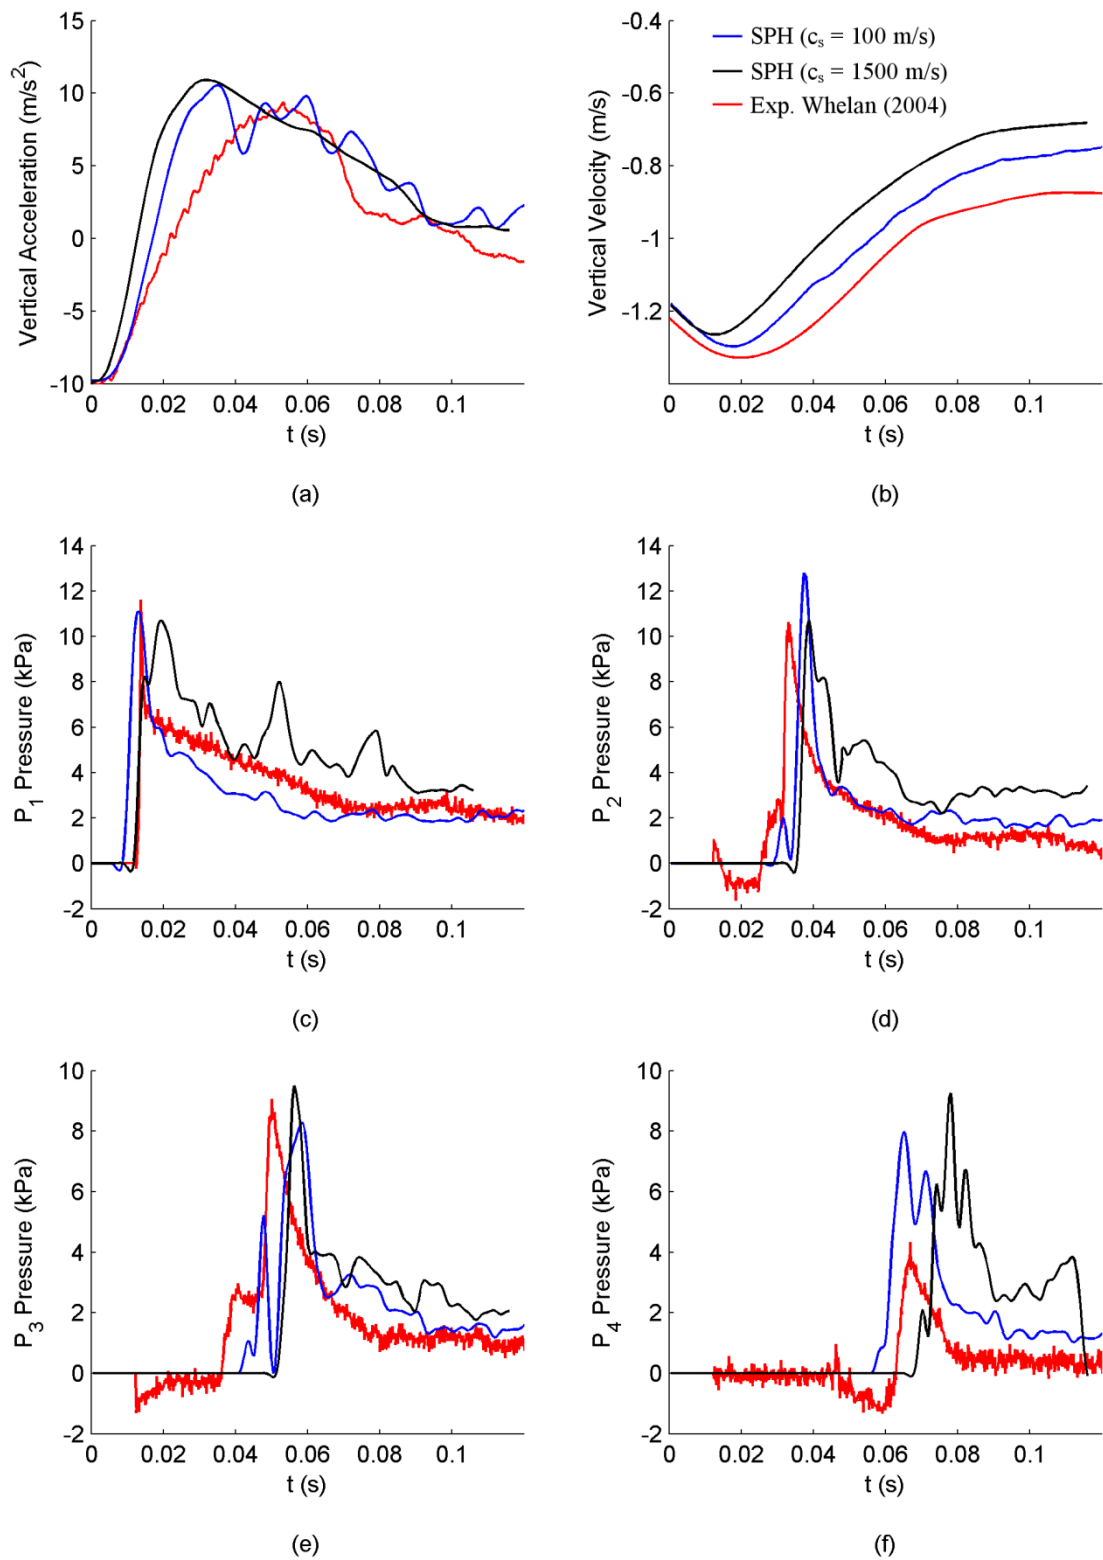 15
10
5
0
-5
-10
Vertical Acceleration (m/s²)
0 0.02 0.04 0.06 0.08 0.1
t (s)
(a)
-0.4
-0.6
-0.8
-1
-1.2
Vertical Velocity (m/s)
SPH (cₛ = 100 m/s)
SPH (cₛ = 1500 m/s)
Exp. Whelan (2004)
0 0.02 0.04 0.06 0.08 0.1
t (s)
(b)
14
12
10
8
6
4
2
0
-2
P₁ Pressure (kPa)
0 0.02 0.04 0.06 0.08 0.1
t (s)
(c)
14
12
10
8
6
4
2
0
-2
P₂ Pressure (kPa)
0 0.02 0.04 0.06 0.08 0.1
t (s)
(d)
10
8
6
4
2
0
-2
P₃ Pressure (kPa)
0 0.02 0.04 0.06 0.08 0.1
t (s)
(e)
10
8
6
4
2
0
-2
P₄ Pressure (kPa)
0 0.02 0.04 0.06 0.08 0.1
t (s)
(f)